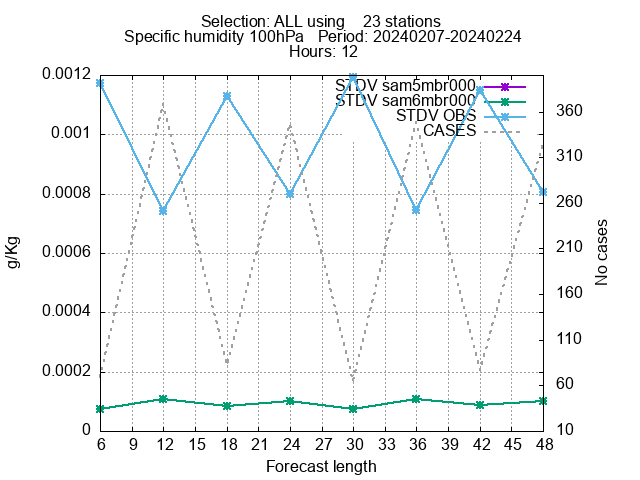 Selection: ALL using    23 stations
Specific humidity 100hPa   Period: 20240207-20240224
Hours: 12
STDV sam5mbr000
STDV sam6mbr000
STDV OBS
CASES
0.0012
0.001
0.0008
0.0006
0.0004
0.0002
0
g/Kg
360
310
260
210
160
110
60
10
No cases
6 12 15 18 21 24 27 30 33 36 39 42 45 48
Forecast length